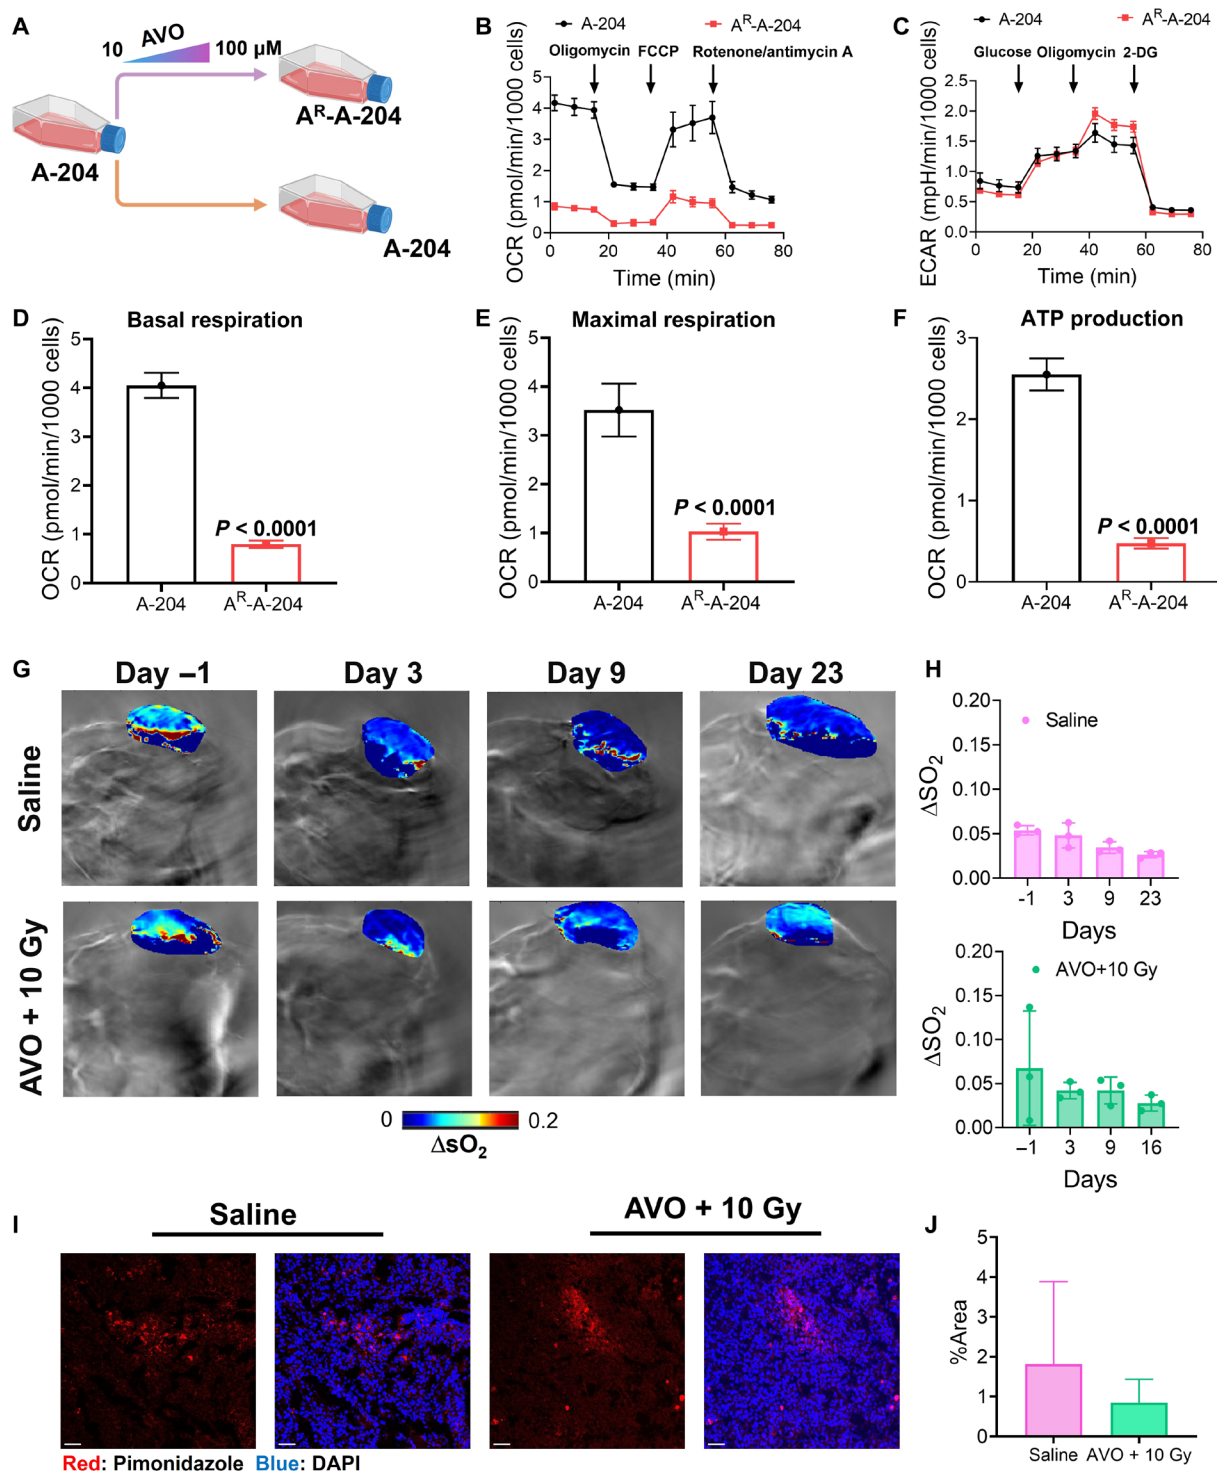 A
10
AVO
100 μM
A-204
Aᴿ-A-204
A-204
B
A-204
Aᴿ-A-204
Oligomycin FCCP Rotenone/antimycin A
OCR (pmol/min/1000 cells)
5
4
3
2
1
0
0 20 40 60 80
Time (min)
C
A-204
Aᴿ-A-204
Glucose Oligomycin 2-DG
ECAR (mpH/min/1000 cells)
2.5
2.0
1.5
1.0
0.5
0.0
0 20 40 60 80
Time (min)
D
Basal respiration
OCR (pmol/min/1000 cells)
5
4
3
2
1
0
P < 0.0001
A-204 Aᴿ-A-204
E
Maximal respiration
OCR (pmol/min/1000 cells)
5
4
3
2
1
0
P < 0.0001
A-204 Aᴿ-A-204
F
ATP production
OCR (pmol/min/1000 cells)
3
2
1
0
P < 0.0001
A-204 Aᴿ-A-204
G
Day –1 Day 3 Day 9 Day 23
Saline
AVO + 10 Gy
0 0.2
ΔsO₂
H
Saline
ΔSO₂
0.20
0.15
0.10
0.05
0.00
-1 3 9 23
Days
AVO+10 Gy
ΔSO₂
0.20
0.15
0.10
0.05
0.00
–1 3 9 16
Days
I
Saline
AVO + 10 Gy
Red: Pimonidazole Blue: DAPI
J
%Area
5
4
3
2
1
0
Saline AVO + 10 Gy